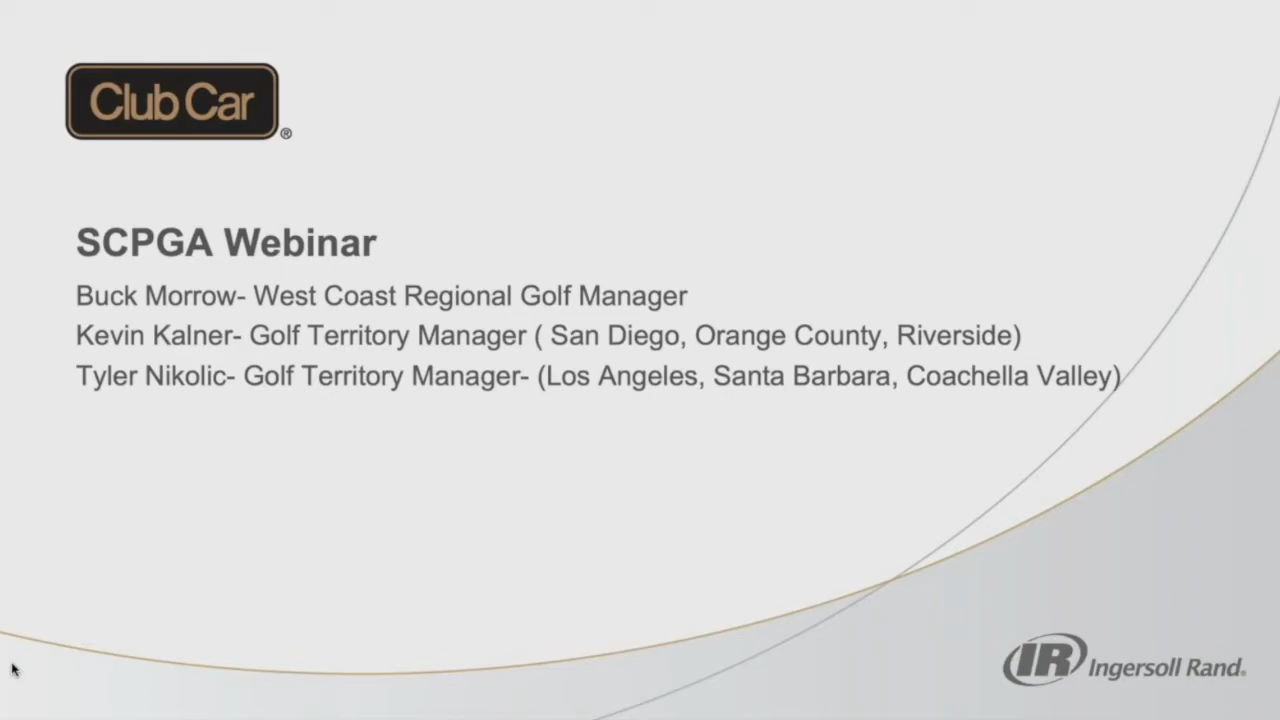 Club Car ®
SCPGA Webinar
Buck Morrow- West Coast Regional Golf Manager
Kevin Kalner- Golf Territory Manager ( San Diego, Orange County, Riverside)
Tyler Nikolic- Golf Territory Manager- (Los Angeles, Santa Barbara, Coachella Valley)
IR Ingersoll Rand®